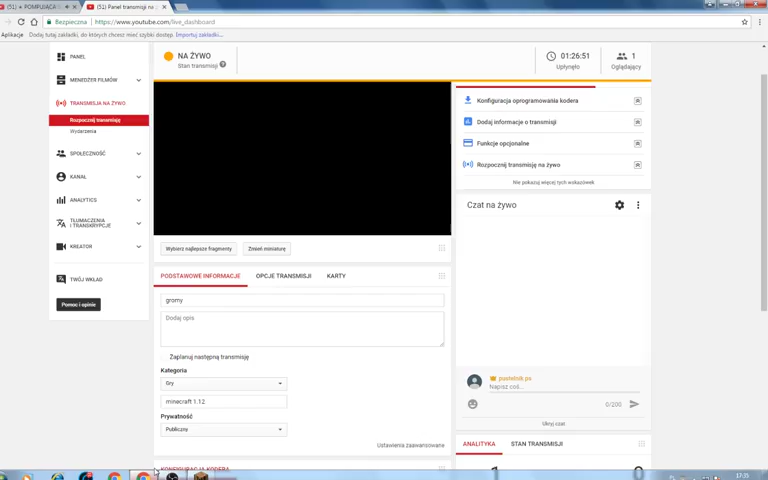 (51) + POMPUJĄCA
(51) Panel transmisji na
Bezpieczna | https://www.youtube.com/live_dashboard
Aplikacje Dodaj tutaj zakładki, do których chcesz mieć szybki dostęp. Importuj zakładki...
PANEL
MENEDŻER FILMÓW
TRANSMISJA NA ŻYWO
Rozpocznij transmisję
Wydarzenia
SPOŁECZNOŚĆ
KANAŁ
ANALYTICS
TŁUMACZENIA
I TRANSKRYPCJE
KREATOR
TWÓJ WKŁAD
Pomoc i opinie
NA ŻYWO
Stan transmisji ?
01:26:51
Upłynęło
1
Oglądający
Wybierz najlepsze fragmenty
Zmień miniaturę
PODSTAWOWE INFORMACJE
OPCJE TRANSMISJI
KARTY
gromy
Dodaj opis
Zaplanuj następną transmisję
Kategoria
Gry
minecraft 1.12
Prywatność
Publiczny
Ustawienia zaawansowane
KONFIGURACJA KODERA
Konfiguracja oprogramowania kodera
Dodaj informacje o transmisji
Funkcje opcjonalne
Rozpocznij transmisję na żywo
Nie pokazuj więcej tych wskazówek
Czat na żywo
Napisz coś...
0/200
Ukryj czat
ANALITYKA
STAN TRANSMISJI
17:35